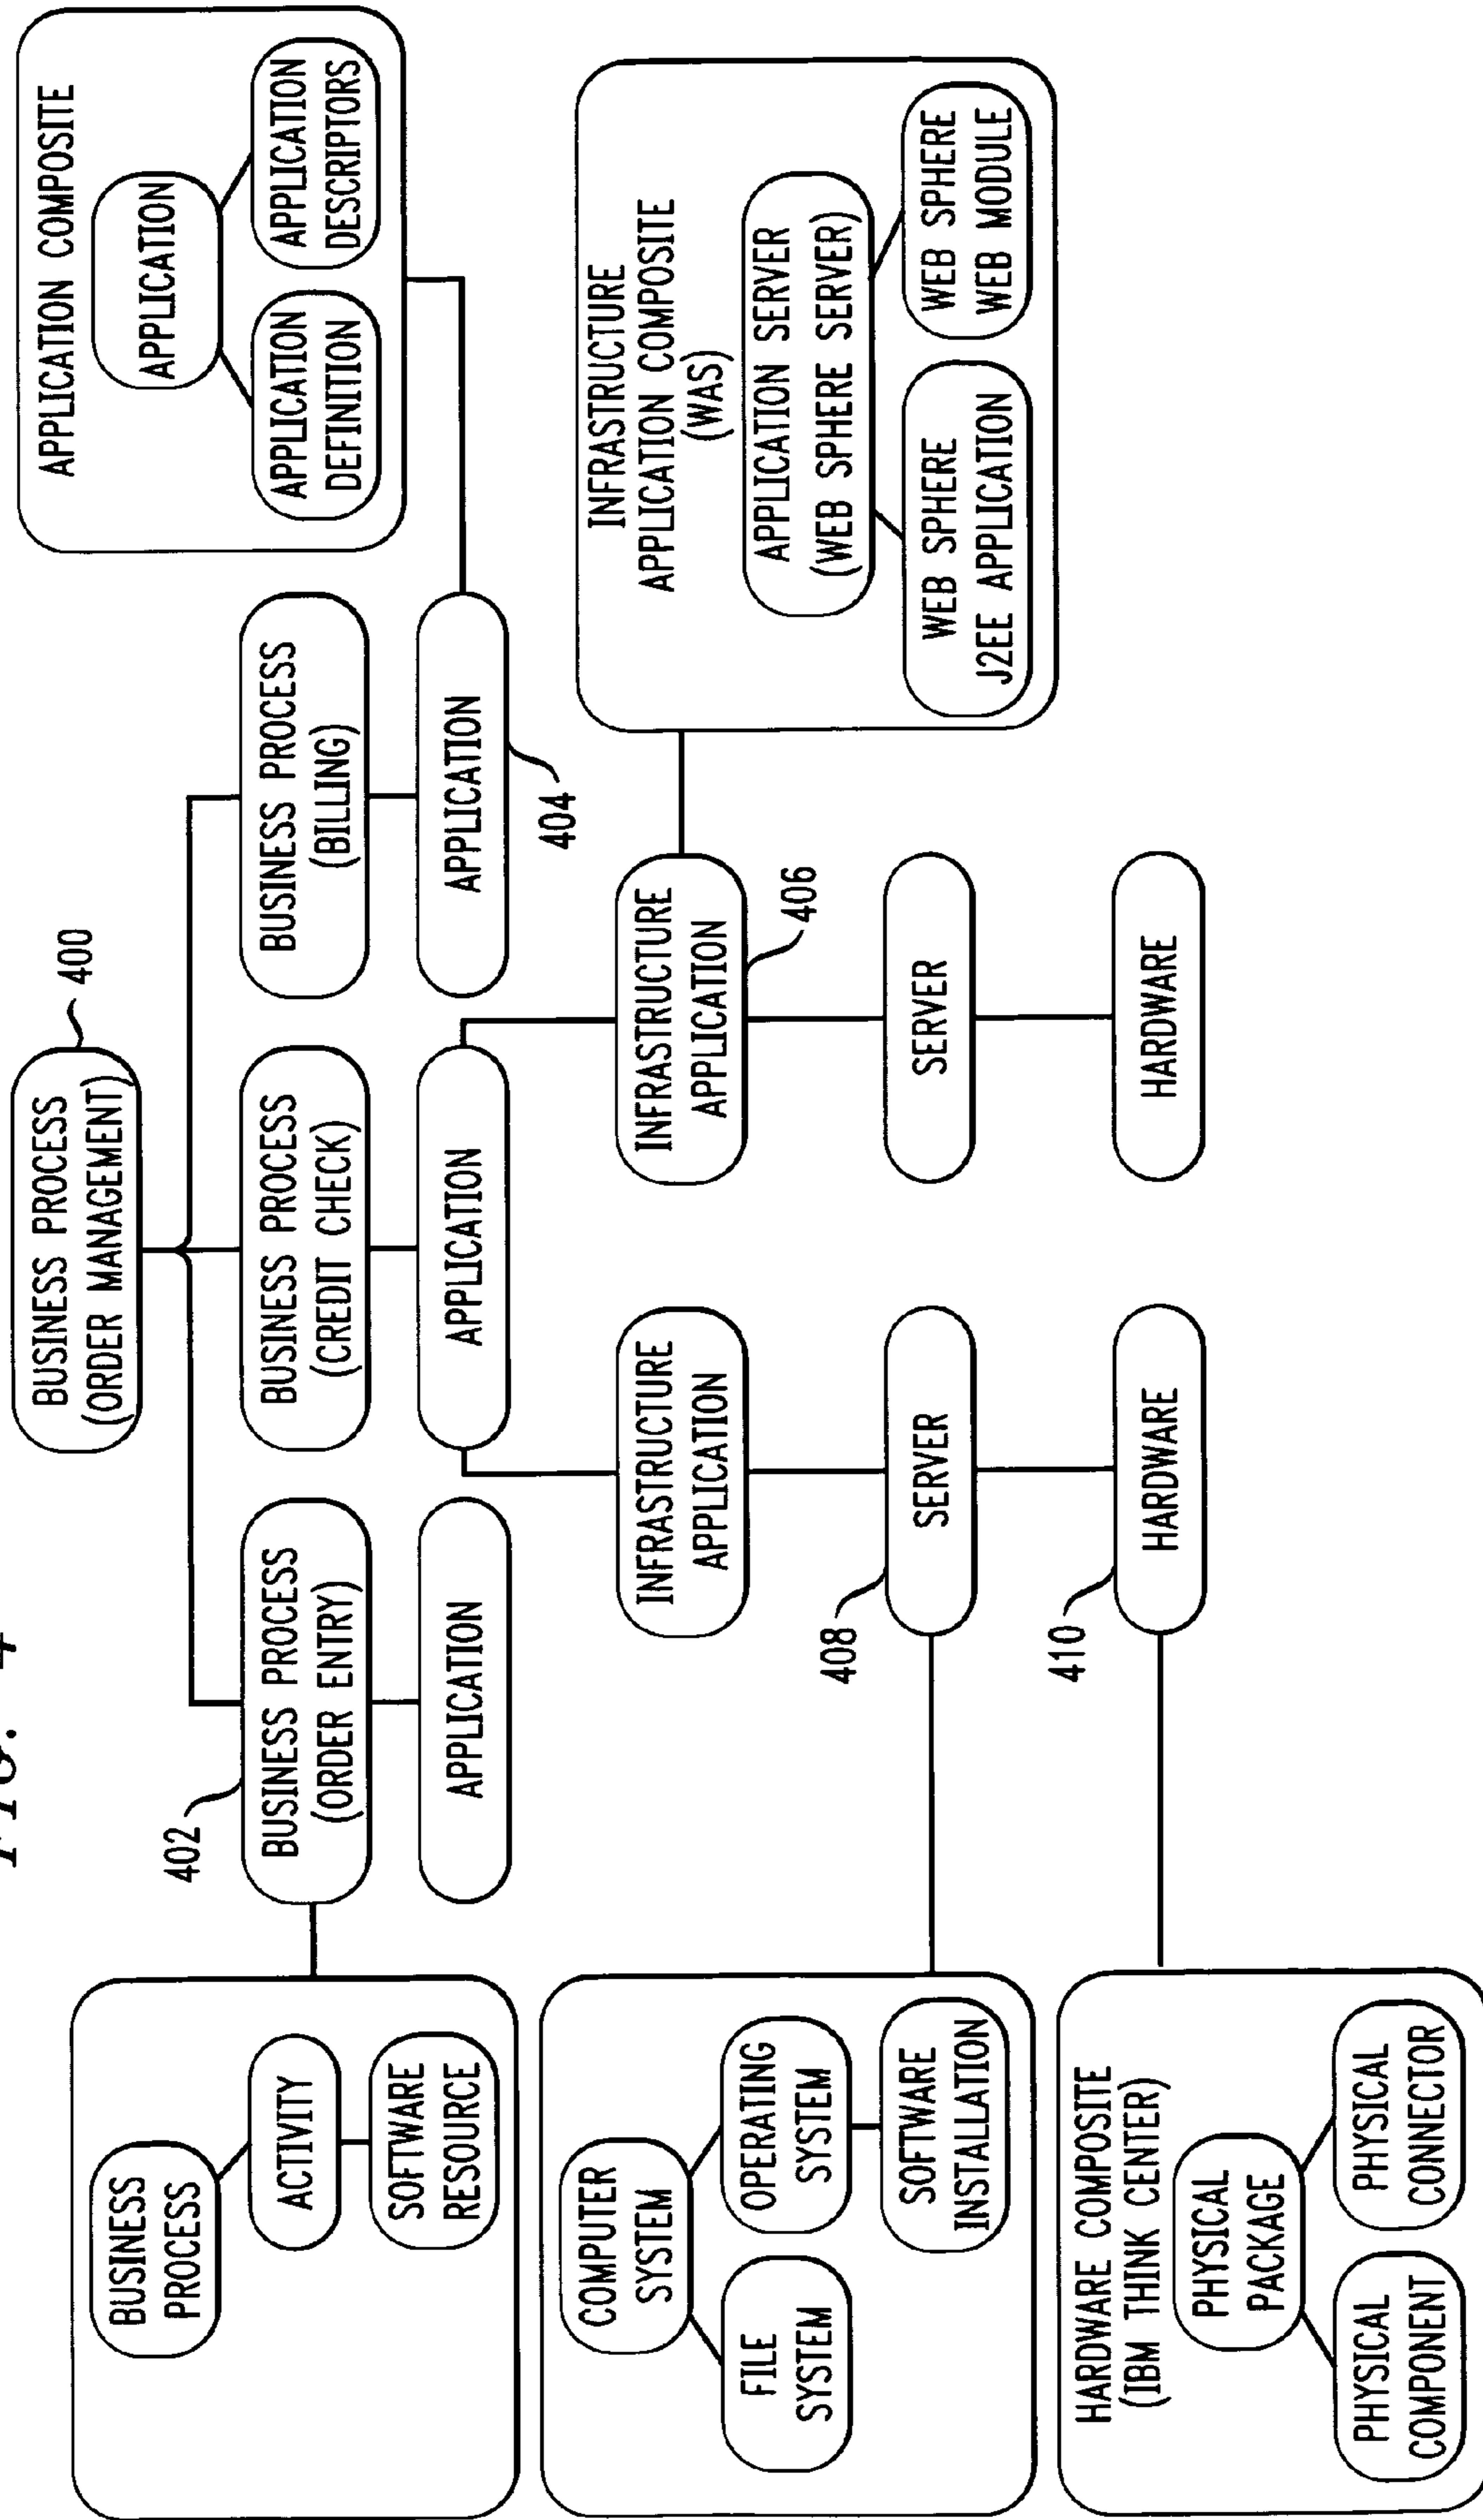 FIG. 4
BUSINESS PROCESS
(ORDER MANAGEMENT)
400
402
BUSINESS PROCESS
(ORDER ENTRY)
BUSINESS PROCESS
(CREDIT CHECK)
BUSINESS PROCESS
(BILLING)
APPLICATION
APPLICATION
APPLICATION
404
APPLICATION COMPOSITE
APPLICATION
APPLICATION
DEFINITION
APPLICATION
DESCRIPTORS
BUSINESS
PROCESS
ACTIVITY
SOFTWARE
RESOURCE
INFRASTRUCTURE
APPLICATION
INFRASTRUCTURE
APPLICATION
406
INFRASTRUCTURE
APPLICATION COMPOSITE
(WAS)
APPLICATION SERVER
(WEB SPHERE SERVER)
WEB SPHERE
J2EE APPLICATION
WEB SPHERE
WEB MODULE
COMPUTER
SYSTEM
FILE
SYSTEM
OPERATING
SYSTEM
SOFTWARE
INSTALLATION
408
SERVER
SERVER
410
HARDWARE
HARDWARE
HARDWARE COMPOSITE
(IBM THINK CENTER)
PHYSICAL
PACKAGE
PHYSICAL
COMPONENT
PHYSICAL
CONNECTOR